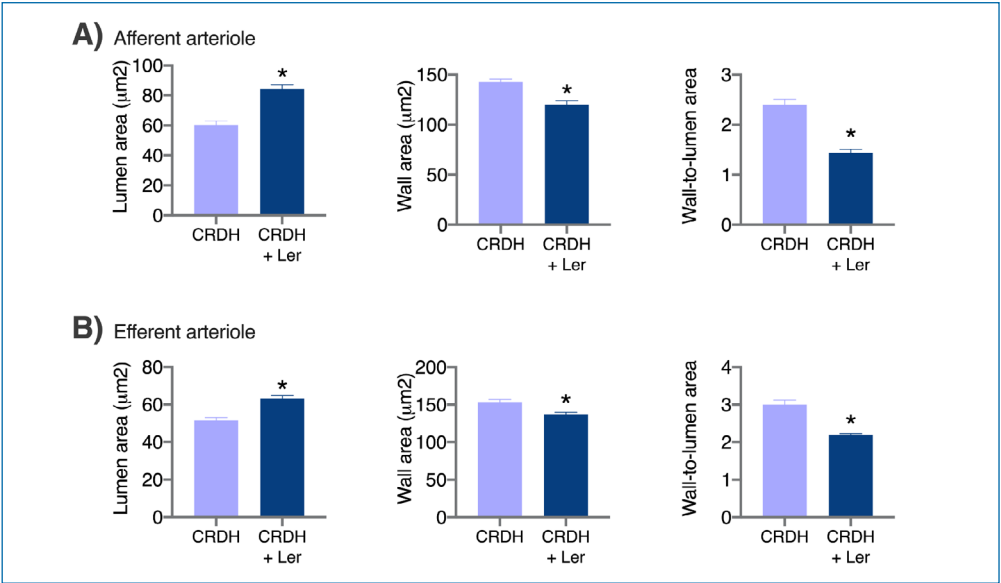 A) Afferent arteriole
Lumen area (μm2)
100
80
60
40
20
0
*
CRDH
CRDH
+ Ler
Wall area (μm2)
150
100
50
0
*
CRDH
CRDH
+ Ler
Wall-to-lumen area
3
2
1
0
*
CRDH
CRDH
+ Ler
B) Efferent arteriole
Lumen area (μm2)
80
60
40
20
0
*
CRDH
CRDH
+ Ler
Wall area (μm2)
200
150
100
50
0
*
CRDH
CRDH
+ Ler
Wall-to-lumen area
4
3
2
1
0
*
CRDH
CRDH
+ Ler